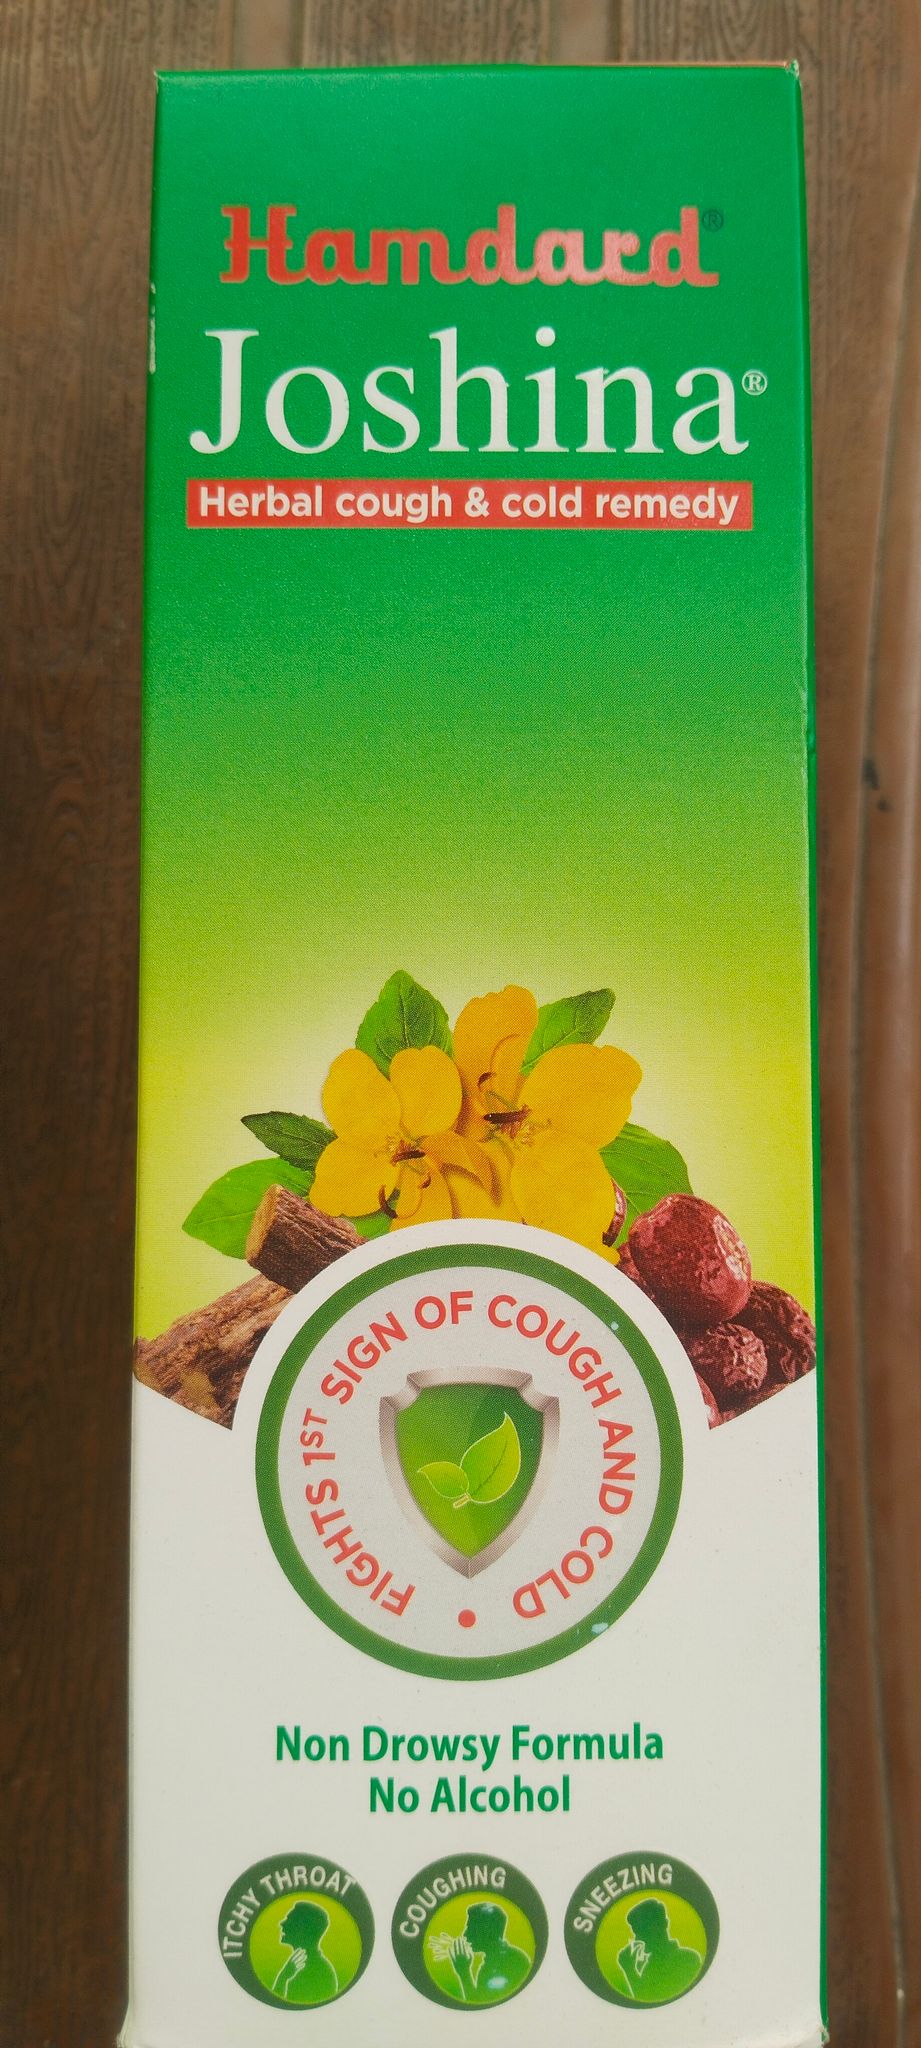 Hamdard®
Joshina®
Herbal cough & cold remedy
FIGHTS 1ST SIGN OF COUGH AND COLD •
Non Drowsy Formula
No Alcohol
ITCHY THROAT
COUGHING
SNEEZING